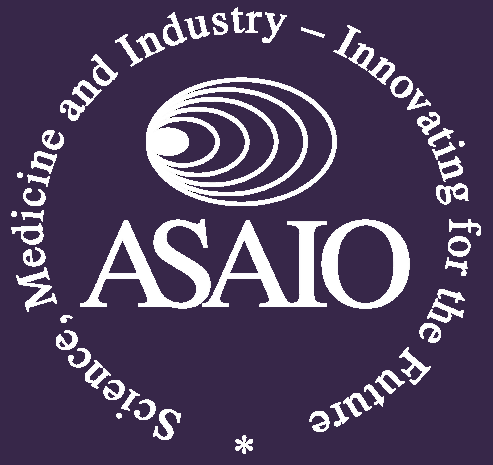 Science, Medicine and Industry – Innovating for the Future
ASAIO
*